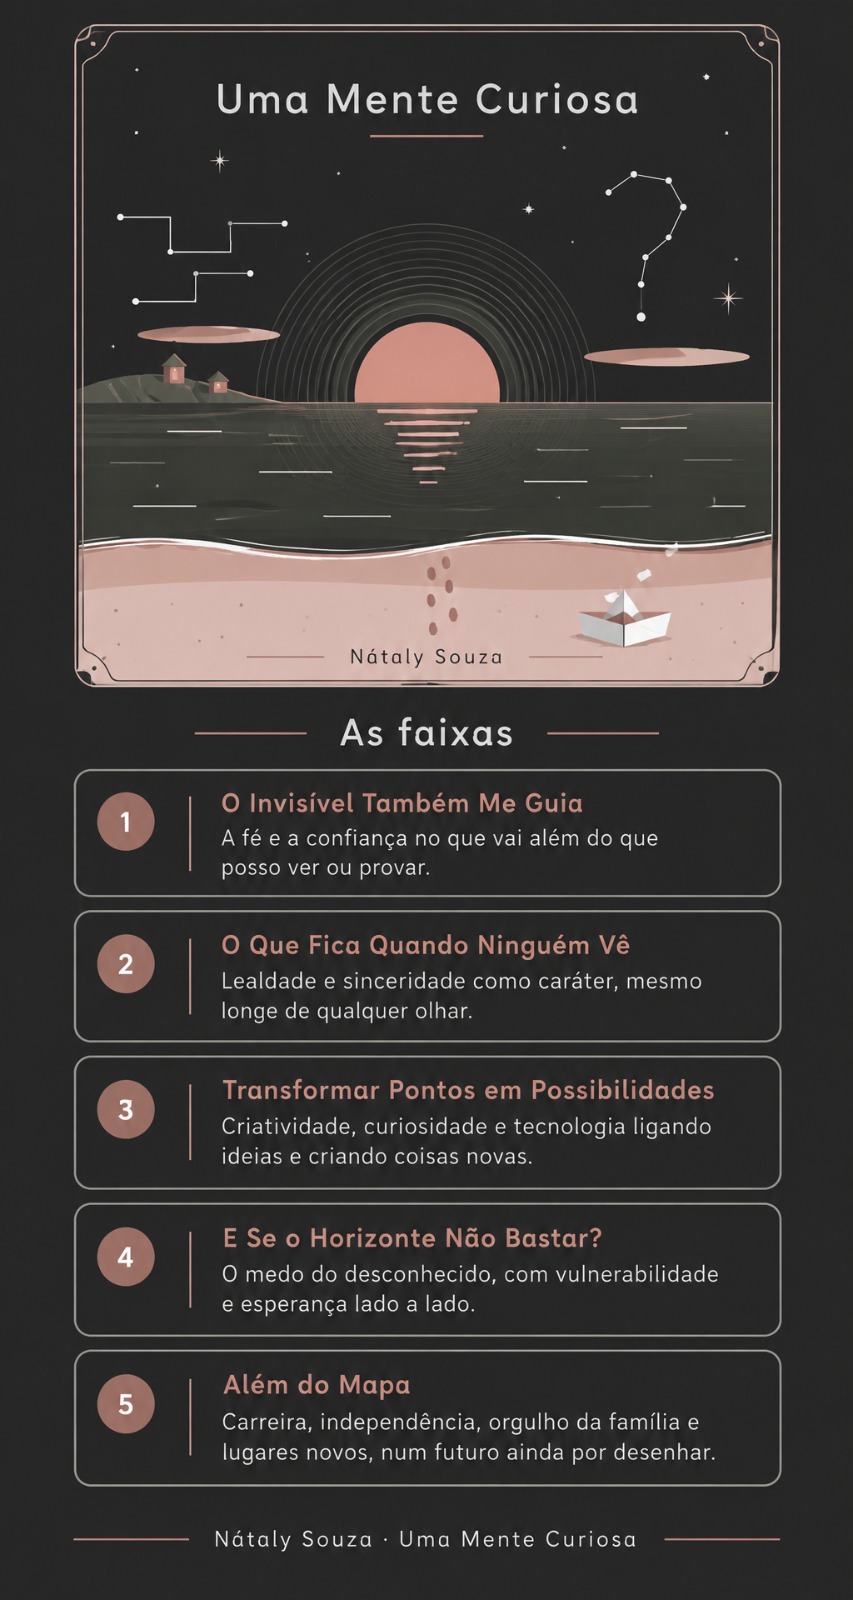 Uma Mente Curiosa
Nátaly Souza
As faixas
1
O Invisível Também Me Guia
A fé e a confiança no que vai além do que
posso ver ou provar.
2
O Que Fica Quando Ninguém Vê
Lealdade e sinceridade como caráter, mesmo
longe de qualquer olhar.
3
Transformar Pontos em Possibilidades
Criatividade, curiosidade e tecnologia ligando
ideias e criando coisas novas.
4
E Se o Horizonte Não Bastar?
O medo do desconhecido, com vulnerabilidade
e esperança lado a lado.
5
Além do Mapa
Carreira, independência, orgulho da família e
lugares novos, num futuro ainda por desenhar.
Nátaly Souza · Uma Mente Curiosa